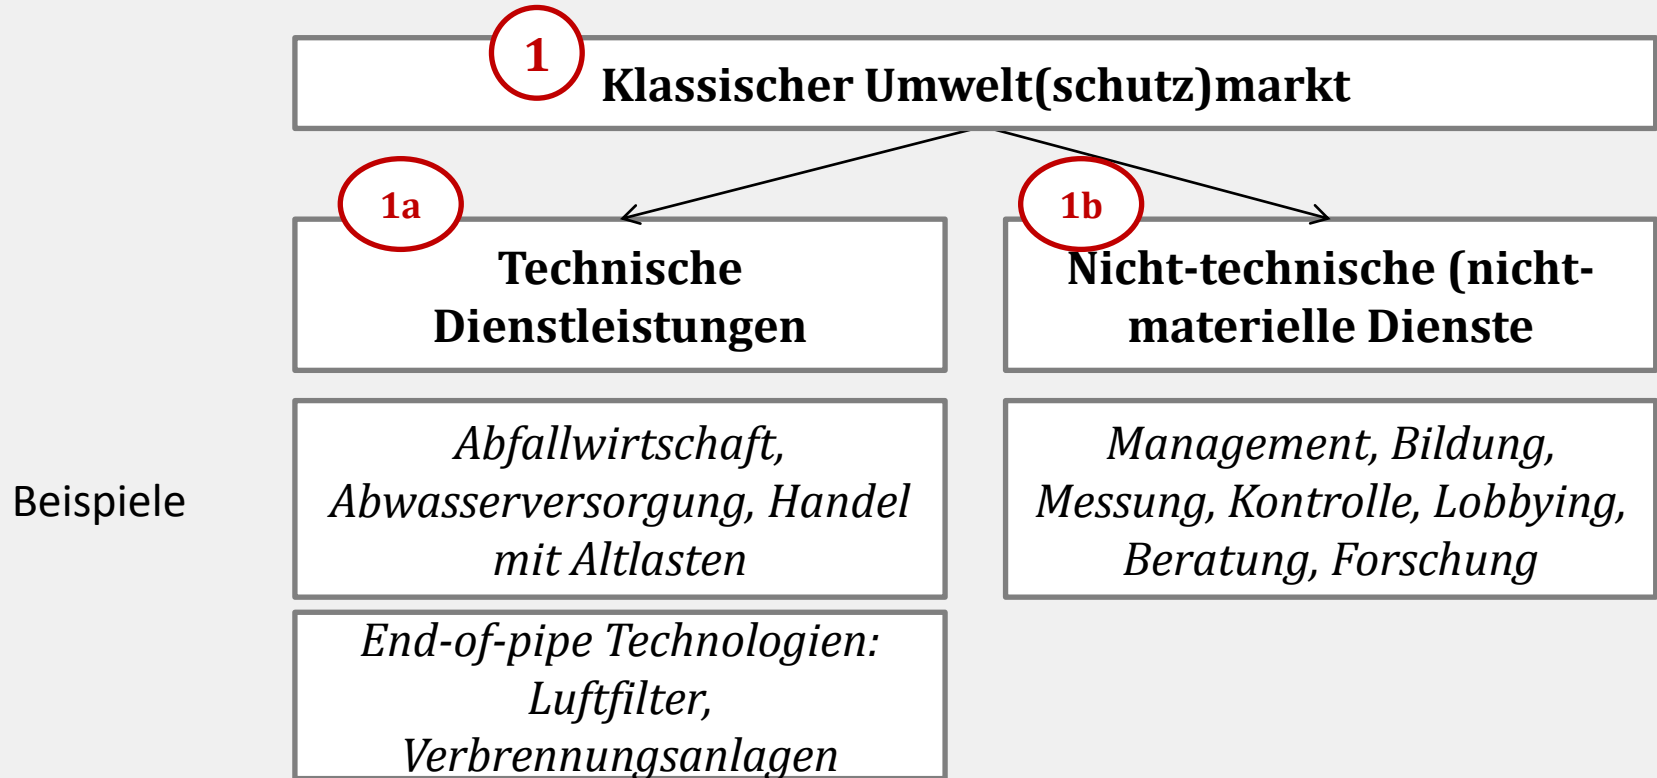 1
Klassischer Umwelt(schutz)markt
1a
Technische
Dienstleistungen
1b
Nicht-technische (nicht-
materielle Dienste
Beispiele
Abfallwirtschaft,
Abwasserversorgung, Handel
mit Altlasten
Management, Bildung,
Messung, Kontrolle, Lobbying,
Beratung, Forschung
End-of-pipe Technologien:
Luftfilter,
Verbrennungsanlagen